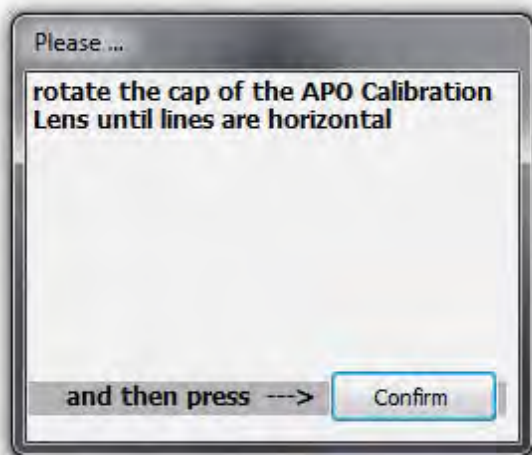 Please ...
rotate the cap of the APO Calibration
Lens until lines are horizontal
and then press ---> Confirm